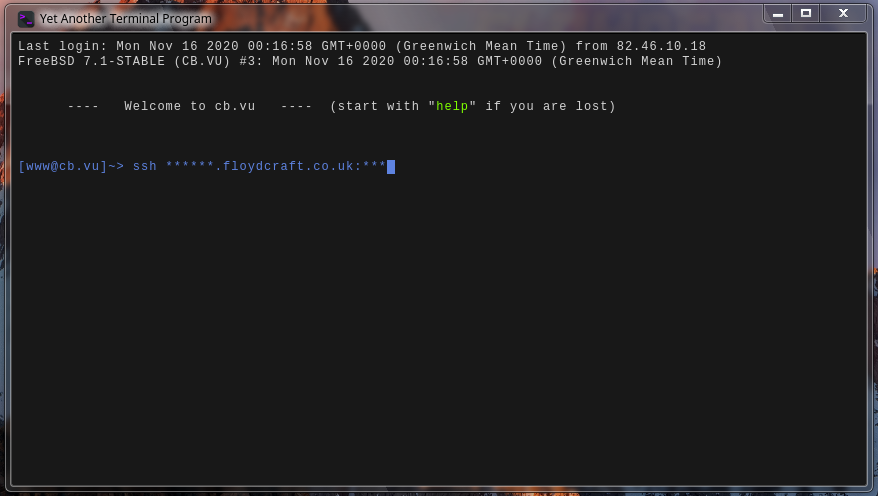 Yet Another Terminal Program
Last login: Mon Nov 16 2020 00:16:58 GMT+0000 (Greenwich Mean Time) from 82.46.10.18
FreeBSD 7.1-STABLE (CB.VU) #3: Mon Nov 16 2020 00:16:58 GMT+0000 (Greenwich Mean Time)
---- Welcome to cb.vu ---- (start with "help" if you are lost)
[www@cb.vu]~> ssh ******.floydcraft.co.uk:***